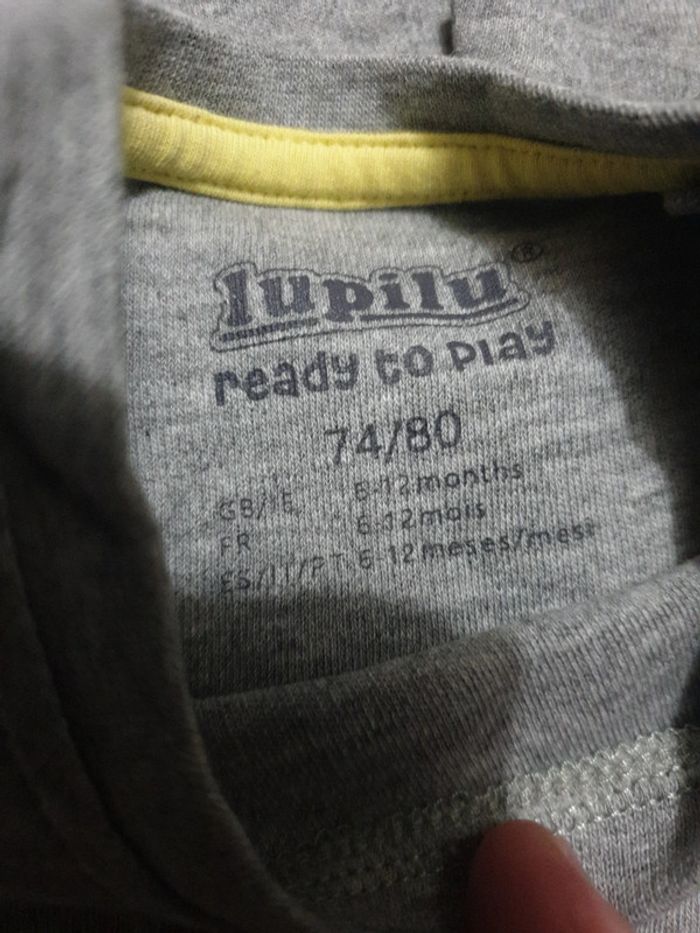 lupilu®
ready to play
74/80
GB/IE 6-12 months
FR 6-12 mois
ES/IT/PT 6-12 meses/mesi